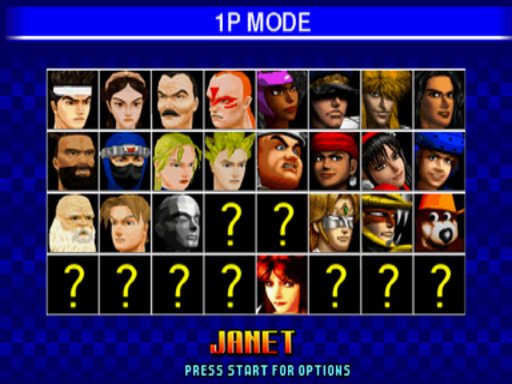 1P MODE
? ?
? ? ? ? ? ? ?
JANET
PRESS START FOR OPTIONS